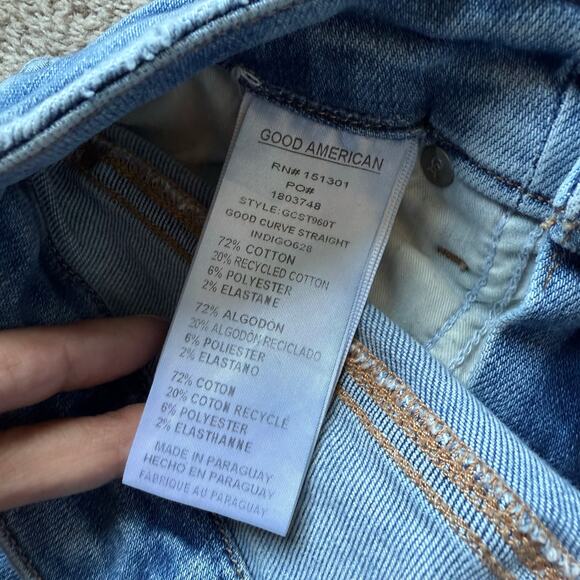 GOOD AMERICAN
RN# 151301
PO#
1803748
STYLE: GCST960T
GOOD CURVE STRAIGHT
INDIGO628
72% COTTON
20% RECYCLED COTTON
6% POLYESTER
2% ELASTANE
72% ALGODON
20% ALGODÓN RECICLADO
6% POLIESTER
2% ELASTANO
72% COTON
20% COTON RECYCLÉ
6% POLYESTER
2% ELASTHANNE
MADE IN PARAGUAY
HECHO EN PARAGUAY
FABRIQUE AU PARAGUAY